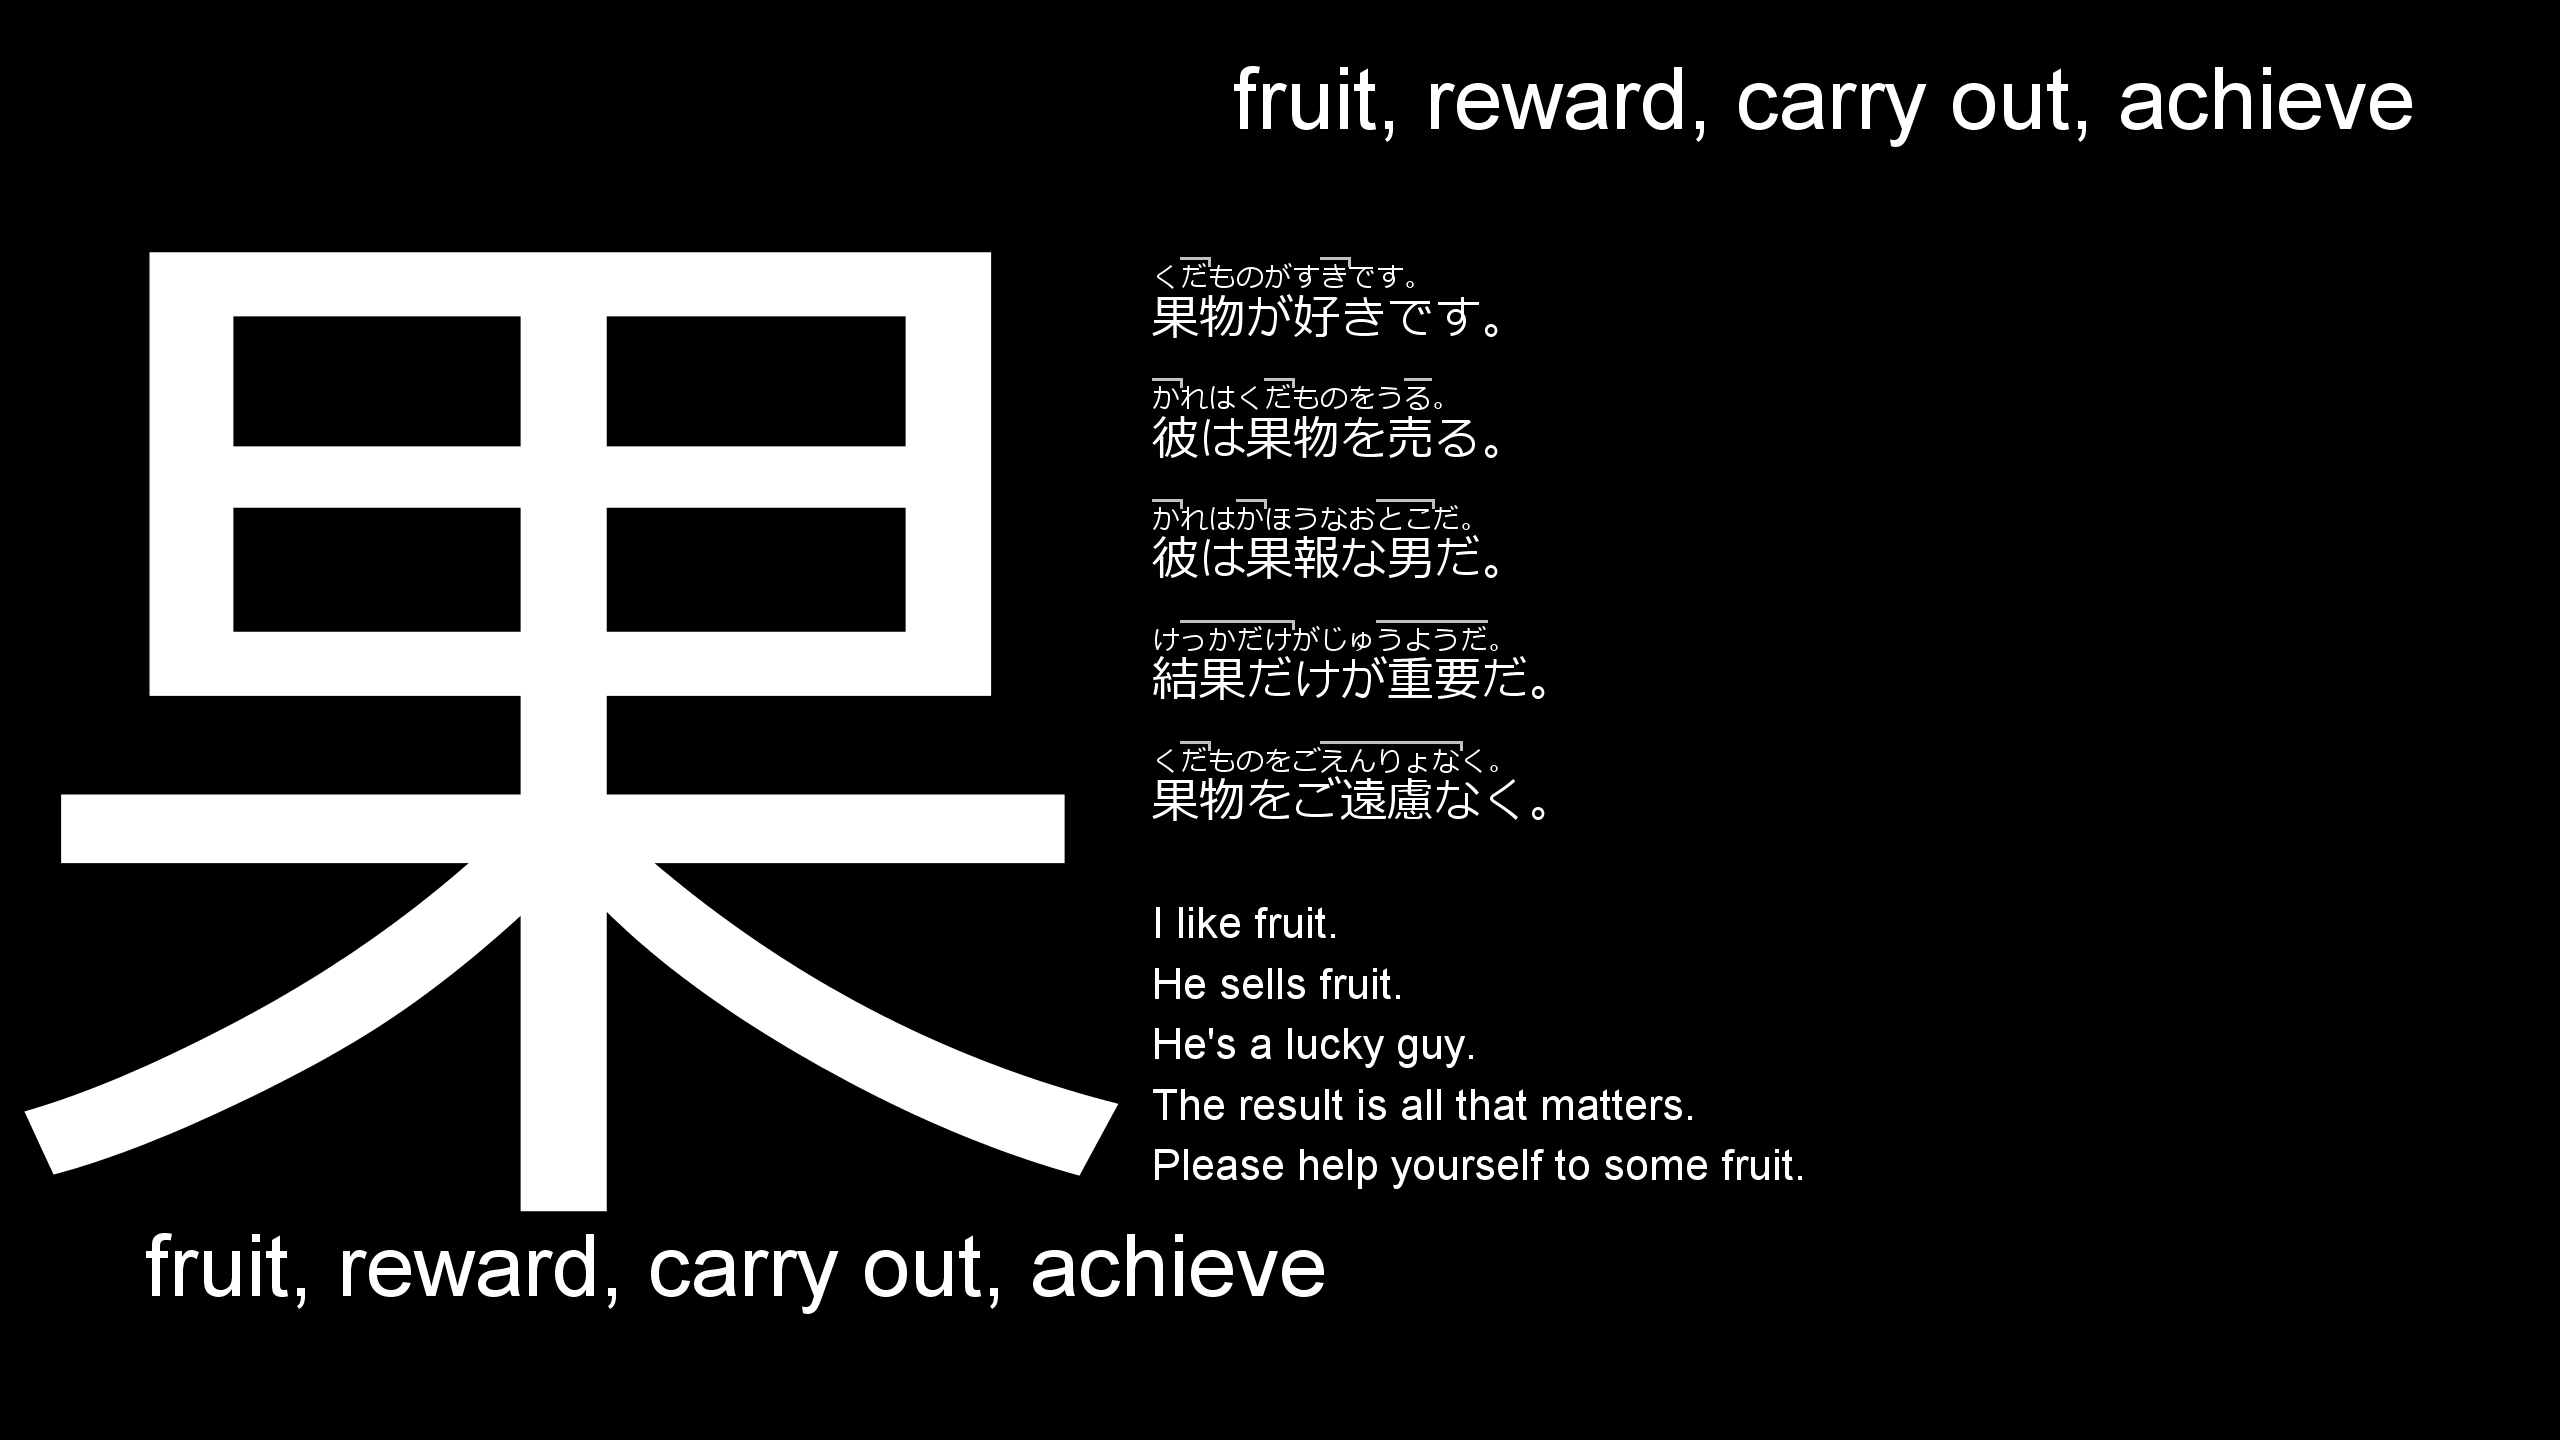 fruit, reward, carry out, achieve
果
くだものがすきです。
果物が好きです。
かれはくだものをうる。
彼は果物を売る。
かれはかほうなおとこだ。
彼は果報な男だ。
けっかだけがじゅうようだ。
結果だけが重要だ。
くだものをごえんりょなく。
果物をご遠慮なく。
I like fruit.
He sells fruit.
He's a lucky guy.
The result is all that matters.
Please help yourself to some fruit.
fruit, reward, carry out, achieve